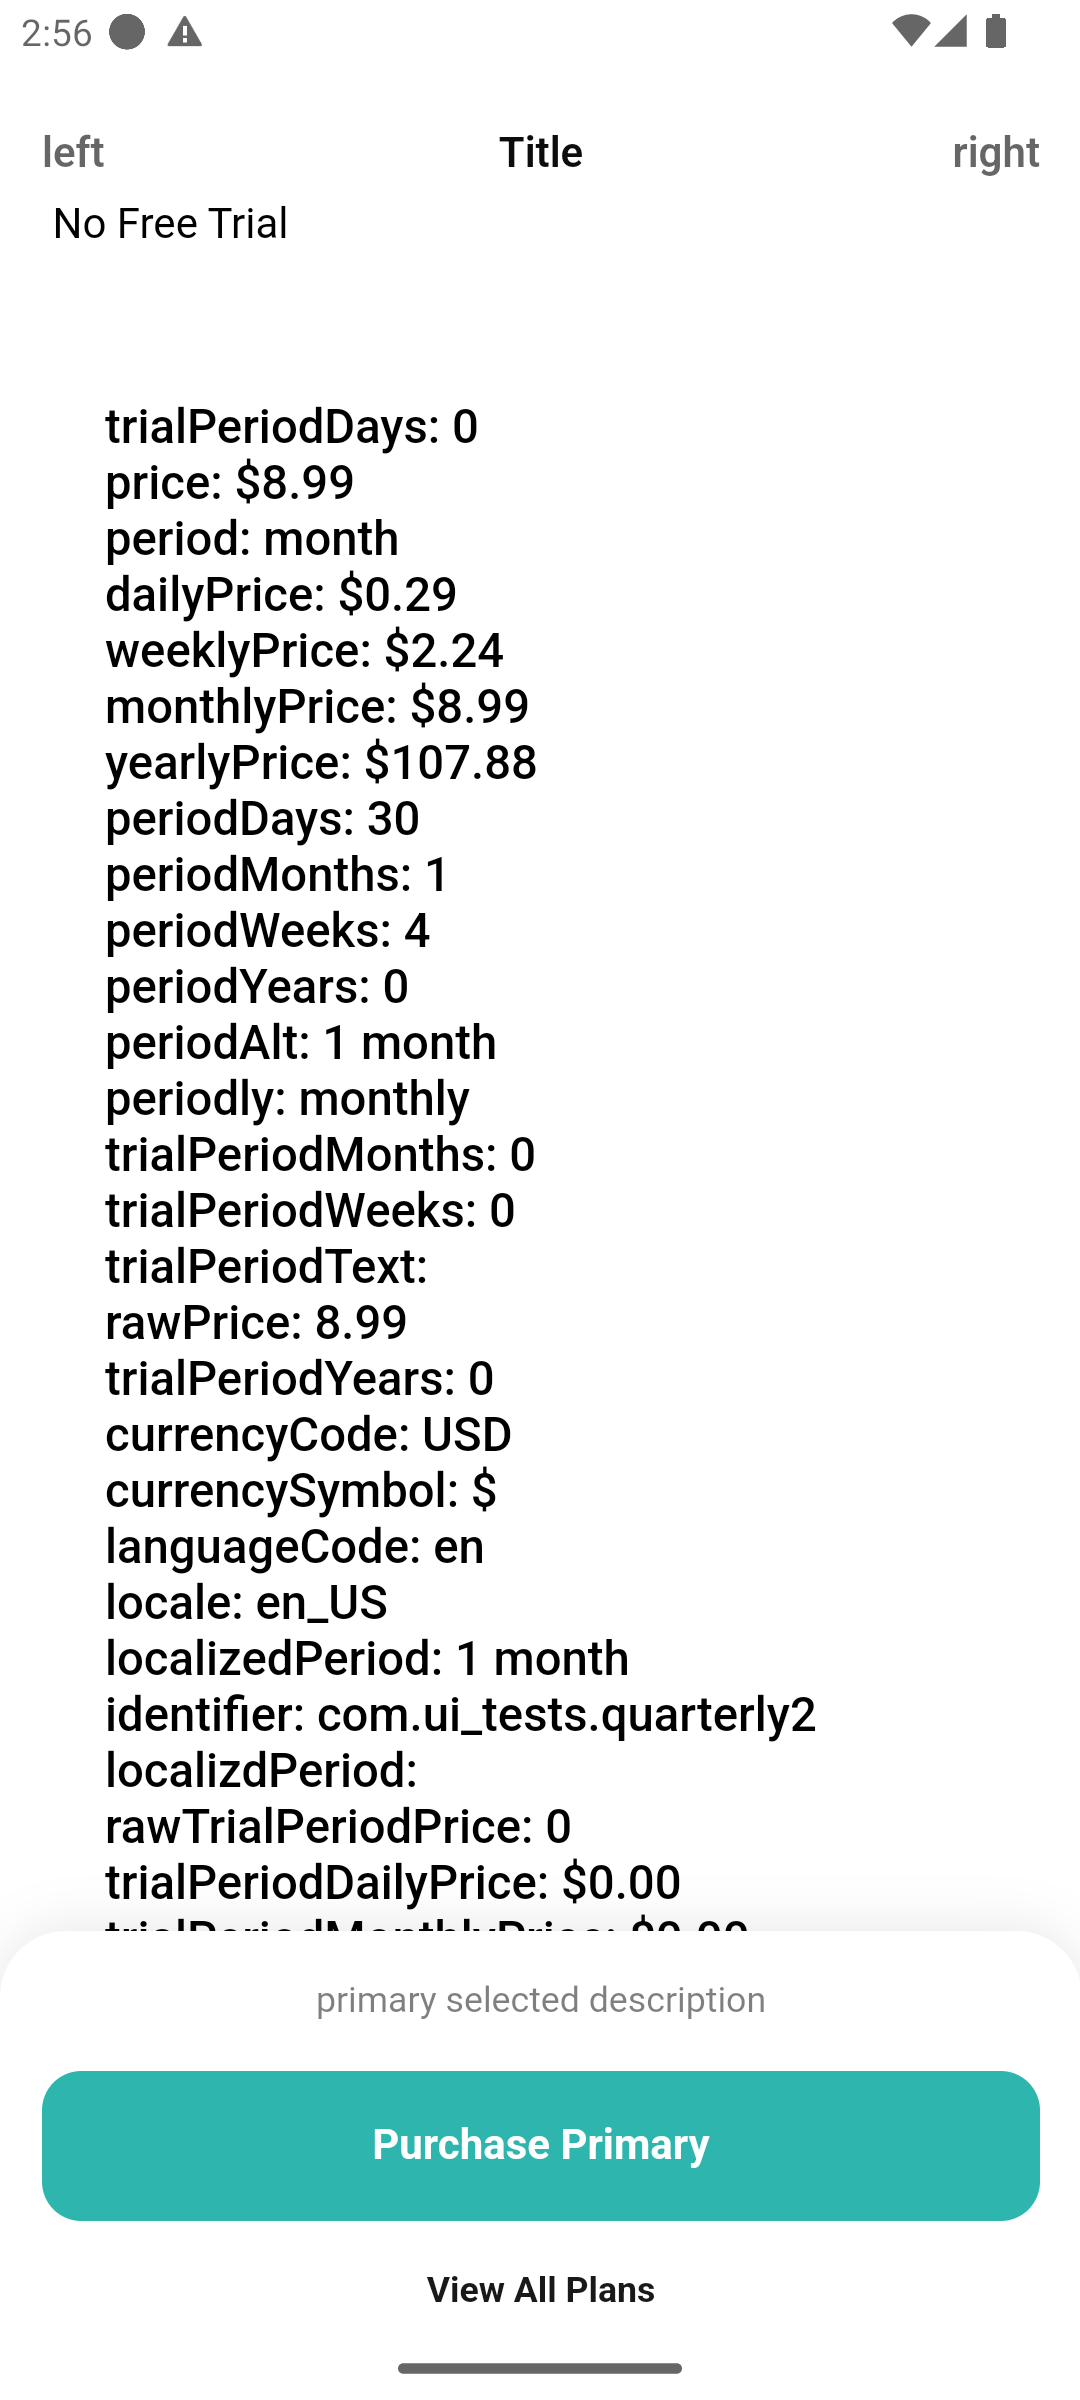 2:56
left
Title
right
No Free Trial
trialPeriodDays: 0
price: $8.99
period: month
dailyPrice: $0.29
weeklyPrice: $2.24
monthlyPrice: $8.99
yearlyPrice: $107.88
periodDays: 30
periodMonths: 1
periodWeeks: 4
periodYears: 0
periodAlt: 1 month
periodly: monthly
trialPeriodMonths: 0
trialPeriodWeeks: 0
trialPeriodText:
rawPrice: 8.99
trialPeriodYears: 0
currencyCode: USD
currencySymbol: $
languageCode: en
locale: en_US
localizedPeriod: 1 month
identifier: com.ui_tests.quarterly2
localizdPeriod:
rawTrialPeriodPrice: 0
trialPeriodDailyPrice: $0.00
trialPeriodMonthlyPrice: $0.00
primary selected description
Purchase Primary
View All Plans